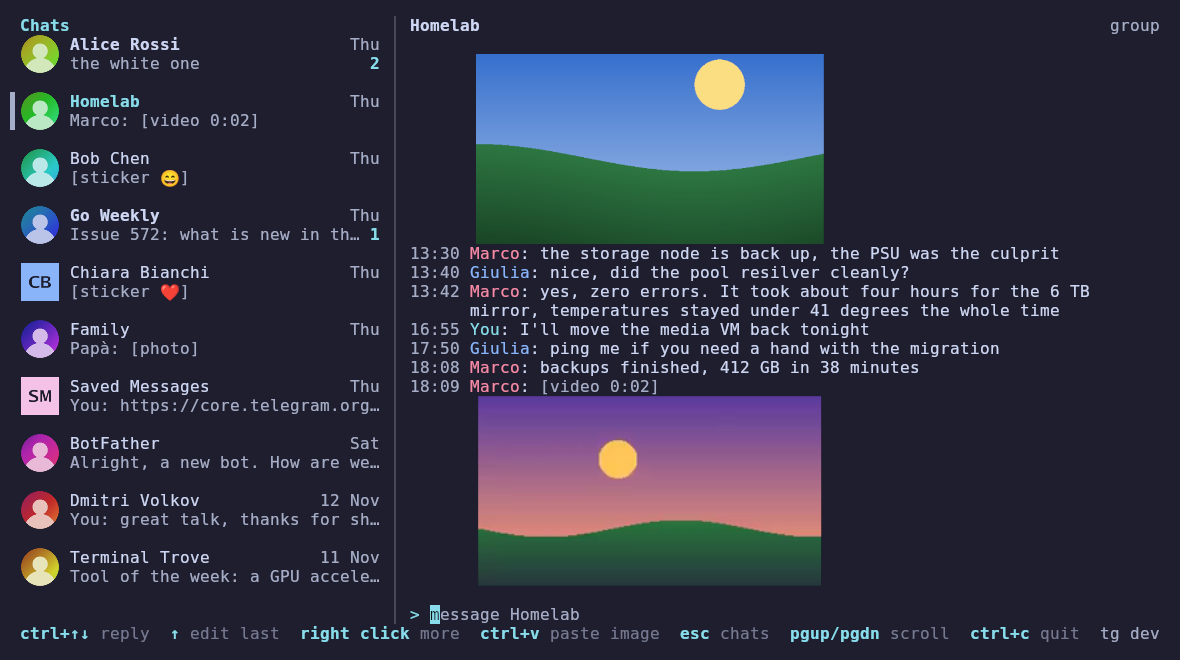 Chats
Alice Rossi Thu
the white one 2
Homelab Thu
Marco: [video 0:02]
Bob Chen Thu
[sticker 😄]
Go Weekly Thu
Issue 572: what is new in th… 1
CB
Chiara Bianchi Thu
[sticker ❤️]
Family Thu
Papà: [photo]
SM
Saved Messages Thu
You: https://core.telegram.org…
BotFather Sat
Alright, a new bot. How are we…
Dmitri Volkov 12 Nov
You: great talk, thanks for sh…
Terminal Trove 11 Nov
Tool of the week: a GPU accele…
Homelab group
13:30 Marco: the storage node is back up, the PSU was the culprit
13:40 Giulia: nice, did the pool resilver cleanly?
13:42 Marco: yes, zero errors. It took about four hours for the 6 TB
mirror, temperatures stayed under 41 degrees the whole time
16:55 You: I'll move the media VM back tonight
17:50 Giulia: ping me if you need a hand with the migration
18:08 Marco: backups finished, 412 GB in 38 minutes
18:09 Marco: [video 0:02]
> message Homelab
ctrl+↑↓ reply ↑ edit last right click more ctrl+v paste image esc chats pgup/pgdn scroll ctrl+c quit tg dev